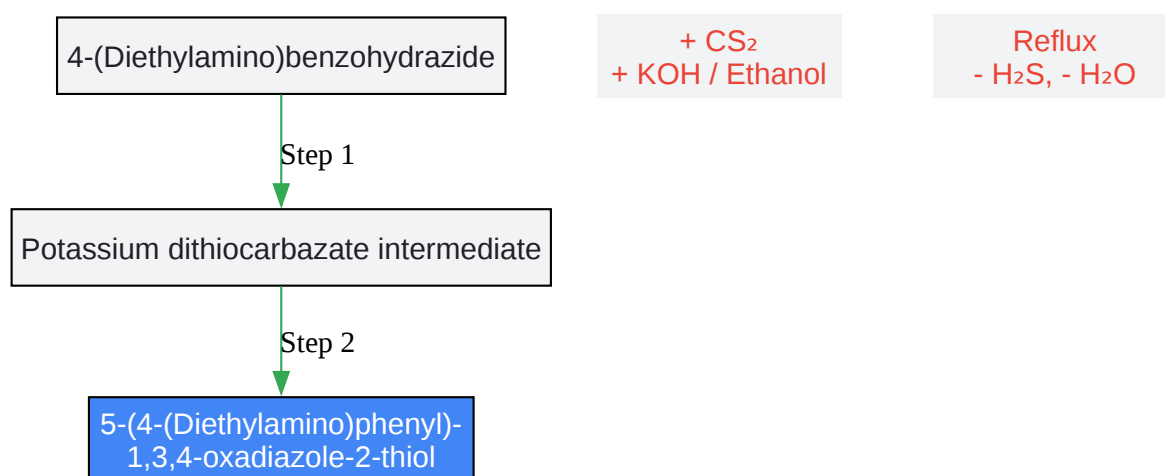 4-(Diethylamino)benzohydrazide
+ CS₂
+ KOH / Ethanol
Reflux
- H₂S, - H₂O
Step 1
Potassium dithiocarbazate intermediate
Step 2
5-(4-(Diethylamino)phenyl)-
1,3,4-oxadiazole-2-thiol